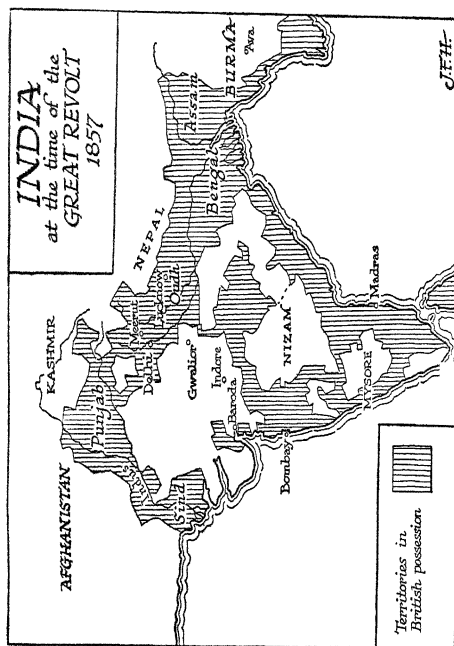 INDIA
at the time of the
GREAT REVOLT
1857
KASHMIR
AFGHANISTAN
Punjab
NEPAL
Meerut
Delhi
Lucknow
Oudh
Assam
BURMA
Ava
Bengal
Sind
Gwalior
Indore
Baroda
Bombay
NIZAM
Madras
MYSORE
Territories in
British possession
J.F.H.